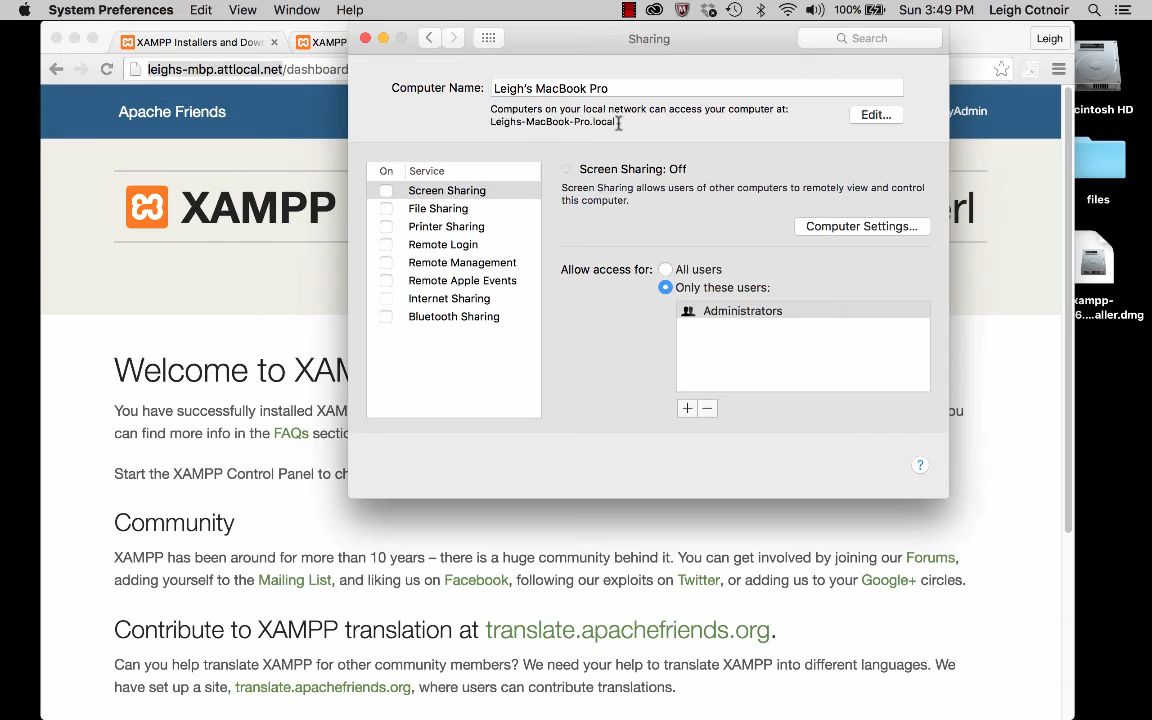 System Preferences Edit View Window Help 100% Sun 3:49 PM Leigh Cotnoir
XAMPP Installers and Dow
XAMPP
Sharing
Search
Leigh
leighs-mbp.attlocal.net/dashboard
Computer Name: Leigh's MacBook Pro
Computers on your local network can access your computer at:
Leighs-MacBook-Pro.local
Edit...
Apache Friends
yAdmin
cintosh HD
On Service
Screen Sharing
File Sharing
Printer Sharing
Remote Login
Remote Management
Remote Apple Events
Internet Sharing
Bluetooth Sharing
Screen Sharing: Off
Screen Sharing allows users of other computers to remotely view and control
this computer.
Computer Settings...
Allow access for: All users
Only these users:
Administrators
+ −
?
XAMPP
erl
files
xampp-
6....aller.dmg
Welcome to XAM
You have successfully installed XAM
you
can find more info in the FAQs sectio
Start the XAMPP Control Panel to ch
Community
XAMPP has been around for more than 10 years – there is a huge community behind it. You can get involved by joining our Forums,
adding yourself to the Mailing List, and liking us on Facebook, following our exploits on Twitter, or adding us to your Google+ circles.
Contribute to XAMPP translation at translate.apachefriends.org.
Can you help translate XAMPP for other community members? We need your help to translate XAMPP into different languages. We
have set up a site, translate.apachefriends.org, where users can contribute translations.